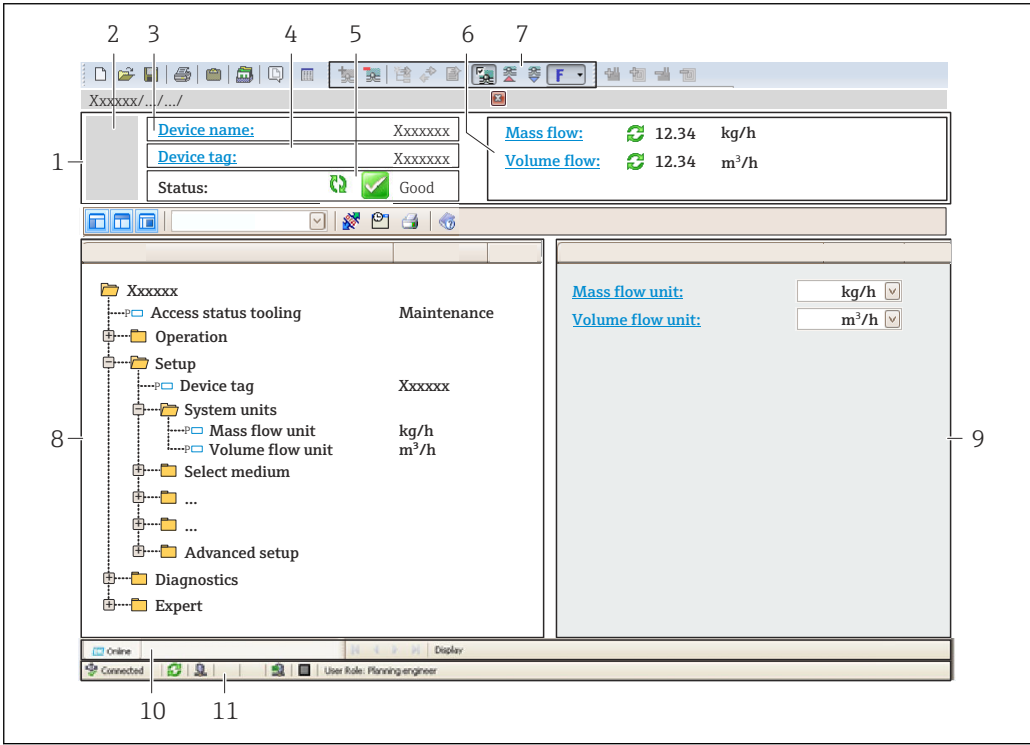 2 3 4 5 6 7
F
Xxxxxx/.../.../
1
Device name: Xxxxxxx
Device tag: Xxxxxxx
Status: Good
Mass flow: 12.34 kg/h
Volume flow: 12.34 m³/h
Xxxxxx
P Access status tooling Maintenance
Operation
Setup
P Device tag Xxxxxx
System units
P Mass flow unit kg/h
P Volume flow unit m³/h
Select medium
...
...
Advanced setup
Diagnostics
Expert
8
Mass flow unit: kg/h
Volume flow unit: m³/h
9
Online Display
Connected User Role: Planning engineer
10 11